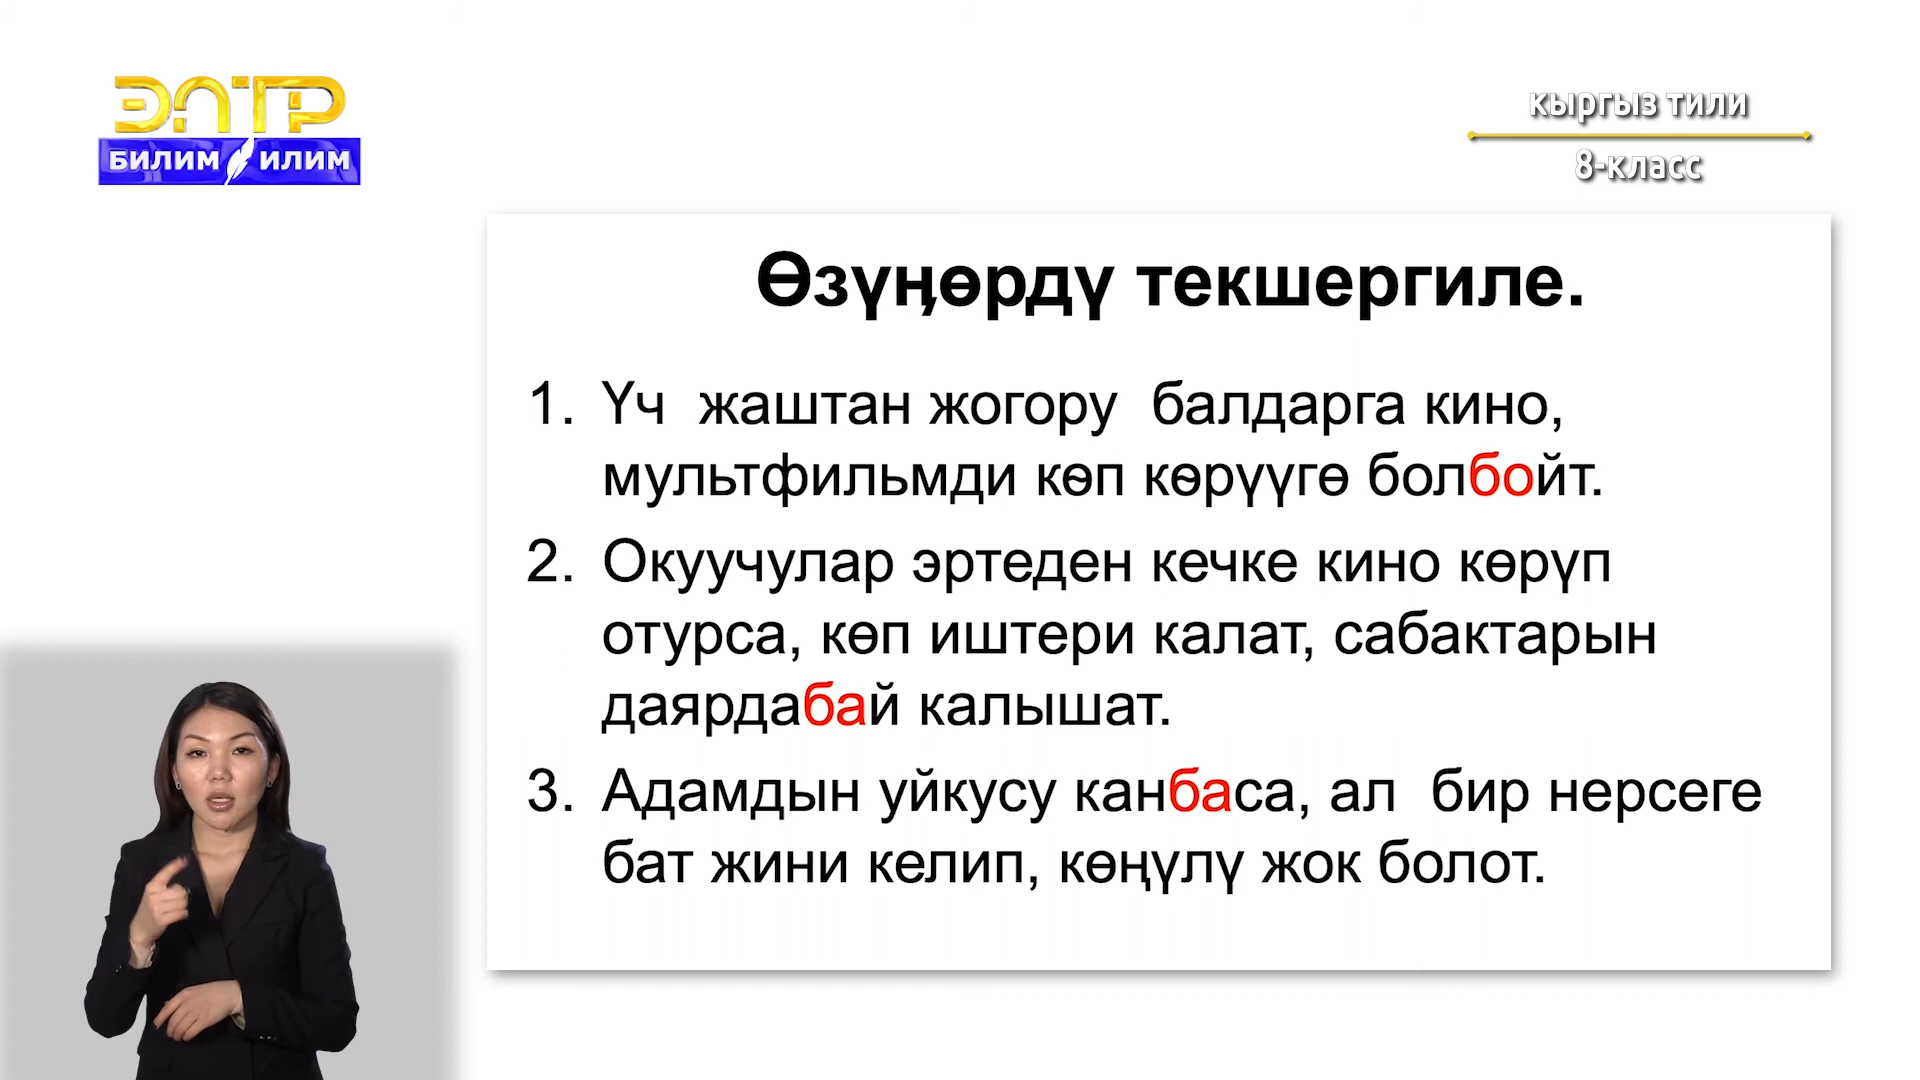 ЭЛТР
БИЛИМ ИЛИМ
кыргыз тили
8-класс
Өзүңөрдү текшергиле.
1. Үч жаштан жогору балдарга кино,
мультфильмди көп көрүүгө болбойт.
2. Окуучулар эртеден кечке кино көрүп
отурса, көп иштери калат, сабактарын
даярдабай калышат.
3. Адамдын уйкусу канбаса, ал бир нерсеге
бат жини келип, көңүлү жок болот.